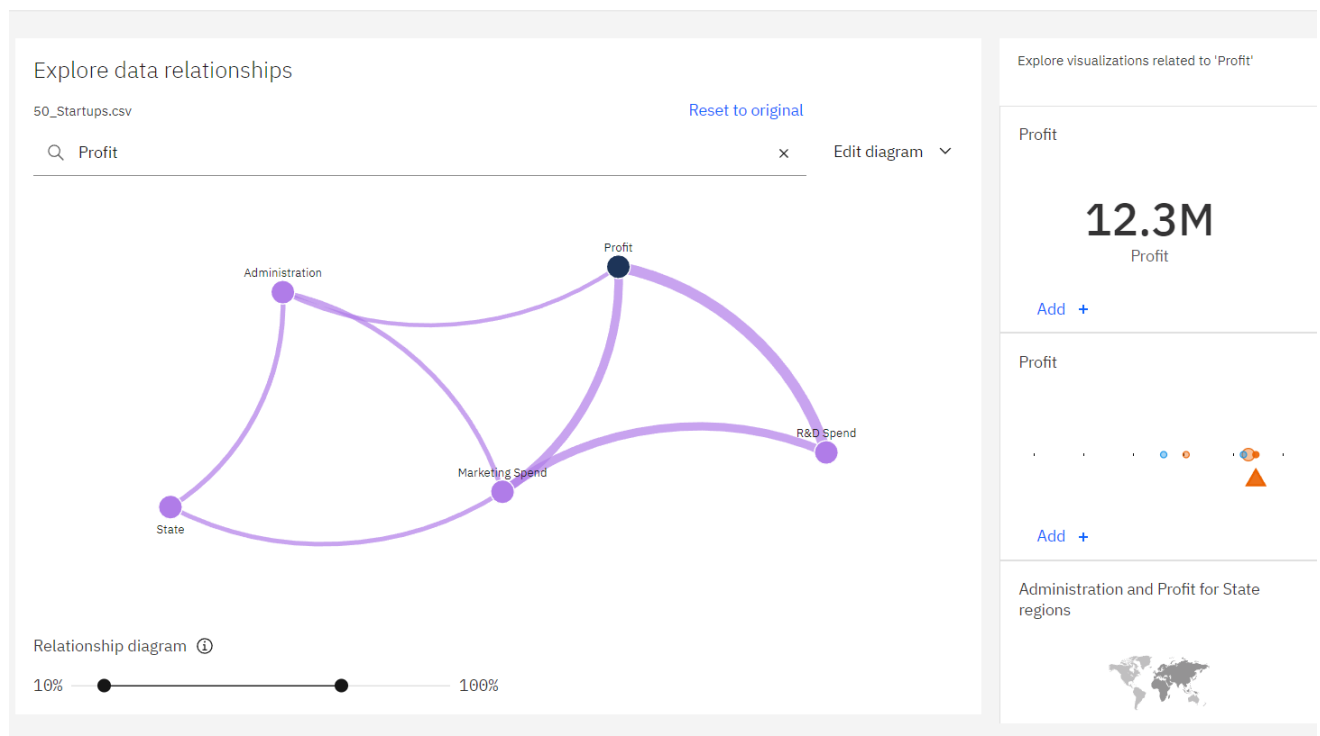 Explore data relationships
50_Startups.csv
Reset to original
Profit
Edit diagram
Profit
Administration
R&D Spend
Marketing Spend
State
Relationship diagram
10%
100%
Explore visualizations related to 'Profit'
Profit
12.3M
Profit
Add +
Profit
Add +
Administration and Profit for State
regions